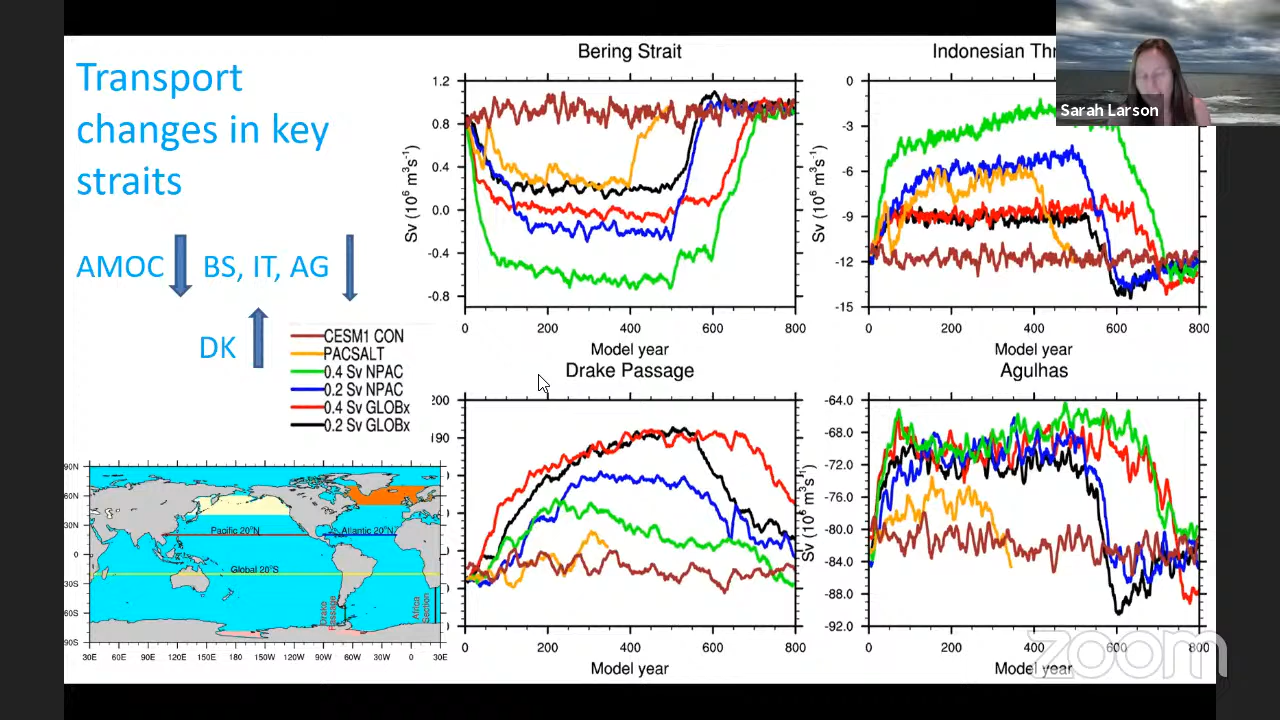 Transport
changes in key
straits
AMOC BS, IT, AG
DK
CESM1 CON
PACSALT
0.4 Sv NPAC
0.2 Sv NPAC
0.4 Sv GLOBx
0.2 Sv GLOBx
90N
60N
30N
0
30S
60S
90S
Pacific 20°N
Atlantic 20°N
Global 20°S
Drake
Passage
Africa
Section
30E 60E 90E 120E 150E 180 150W 120W 90W 60W 30W 0 30E
Bering Strait
Sv (10⁶ m³s⁻¹)
1.2
0.8
0.4
0.0
-0.4
-0.8
0 200 400 600 800
Model year
Indonesian Thr
Sv (10⁶ m³s⁻¹)
0
-3
-6
-9
-12
-15
0 200 400 600 800
Model year
Drake Passage
200
190
0 200 400 600 800
Model year
Agulhas
Sv (10⁶ m³s⁻¹)
-64.0
-68.0
-72.0
-76.0
-80.0
-84.0
-88.0
-92.0
0 200 400 600 800
Model year
Sarah Larson
zoom